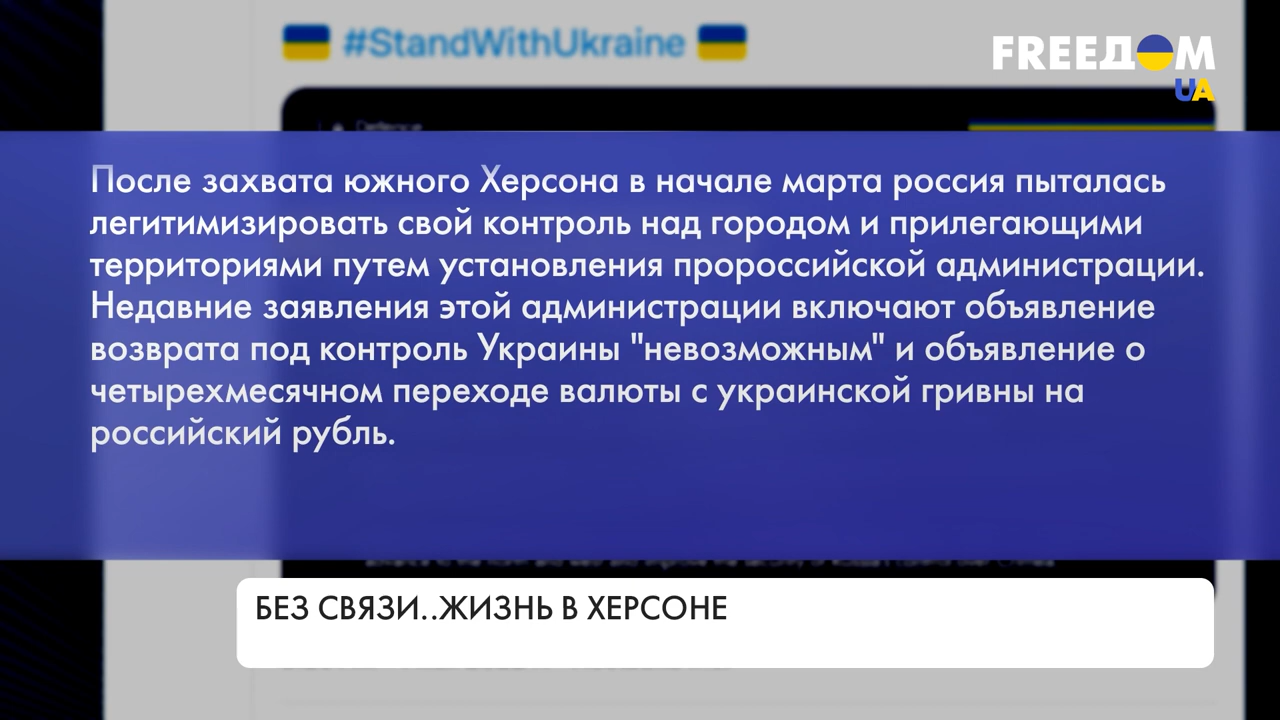 #StandWithUkraine
FREEДOM
UA
Defence
После захвата южного Херсона в начале марта россия пыталась
легитимизировать свой контроль над городом и прилегающими
территориями путем установления пророссийской администрации.
Недавние заявления этой администрации включают объявление
возврата под контроль Украины "невозможным" и объявление о
четырехмесячном переходе валюты с украинской гривны на
российский рубль.
БЕЗ СВЯЗИ..ЖИЗНЬ В ХЕРСОНЕ